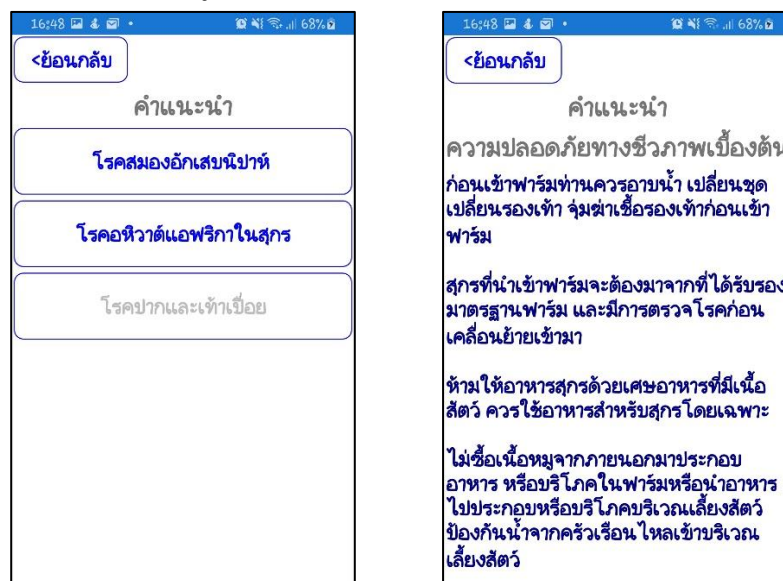 16:48 68%
<ย้อนกลับ
คำแนะนำ
โรคสมองอักเสบนิปาห์
โรคอหิวาต์แอฟริกาในสุกร
โรคปากและเท้าเปื่อย
16:48 68%
<ย้อนกลับ
คำแนะนำ
ความปลอดภัยทางชีวภาพเบื้องต้น
ก่อนเข้าฟาร์มท่านควรอาบน้ำ เปลี่ยนชุด
เปลี่ยนรองเท้า จุ่มฆ่าเชื้อรองเท้าก่อนเข้า
ฟาร์ม
สุกรที่นำเข้าฟาร์มจะต้องมาจากที่ได้รับรอง
มาตรฐานฟาร์ม และมีการตรวจโรคก่อน
เคลื่อนย้ายเข้ามา
ห้ามให้อาหารสุกรด้วยเศษอาหารที่มีเนื้อ
สัตว์ ควรใช้อาหารสำหรับสุกรโดยเฉพาะ
ไม่ซื้อเนื้อหมูจากภายนอกมาประกอบ
อาหาร หรือบริโภคในฟาร์มหรือนำอาหาร
ไปประกอบหรือบริโภคบริเวณเลี้ยงสัตว์
ป้องกันน้ำจากครัวเรือนไหลเข้าบริเวณ
เลี้ยงสัตว์